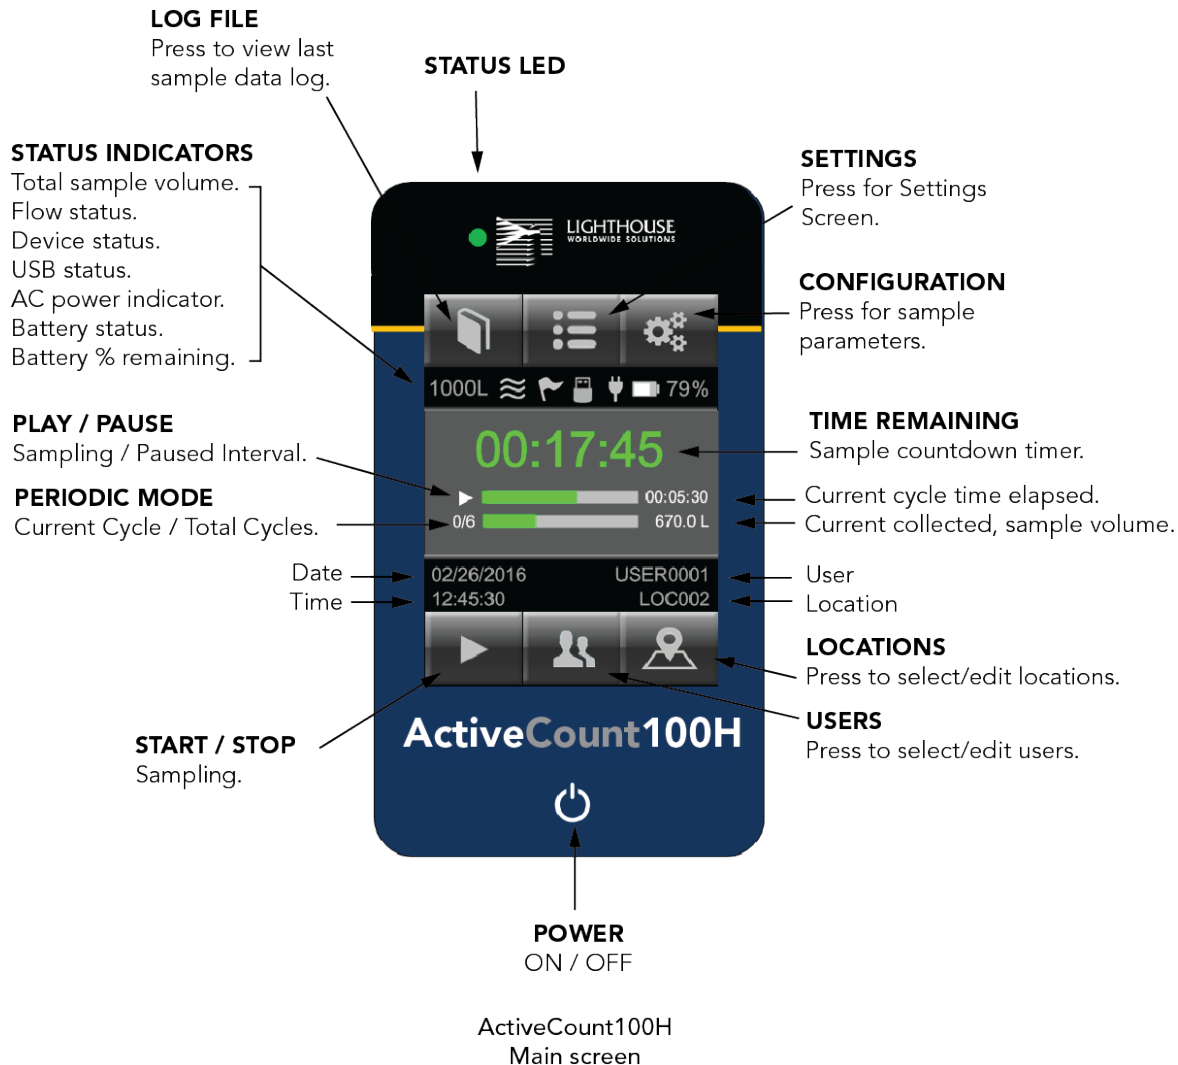 LOG FILE
Press to view last
sample data log.
STATUS LED
STATUS INDICATORS
Total sample volume.
Flow status.
Device status.
USB status.
AC power indicator.
Battery status.
Battery % remaining.
SETTINGS
Press for Settings
Screen.
CONFIGURATION
Press for sample
parameters.
LIGHTHOUSE
WORLDWIDE SOLUTIONS
1000L
79%
PLAY / PAUSE
Sampling / Paused Interval.
PERIODIC MODE
Current Cycle / Total Cycles.
00:17:45
00:05:30
0/6
670.0 L
TIME REMAINING
Sample countdown timer.
Current cycle time elapsed.
Current collected, sample volume.
Date
Time
02/26/2016
USER0001
12:45:30
LOC002
User
Location
LOCATIONS
Press to select/edit locations.
USERS
Press to select/edit users.
START / STOP
Sampling.
ActiveCount100H
POWER
ON / OFF
ActiveCount100H
Main screen